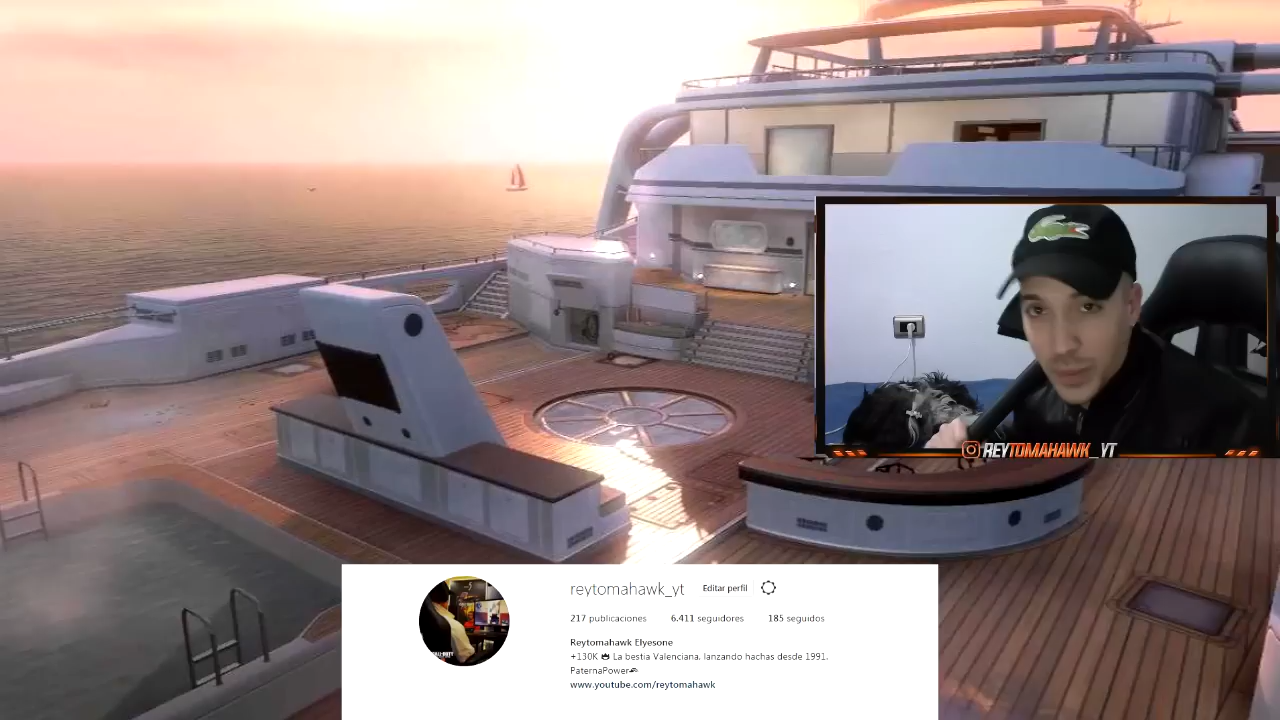 REYTOMAHAWK_YT
reytomahawk_yt Editar perfil
217 publicaciones 6.411 seguidores 185 seguidos
Reytomahawk Elyesone
+130K La bestia Valenciana. lanzando hachas desde 1991.
PaternaPower
www.youtube.com/reytomahawk